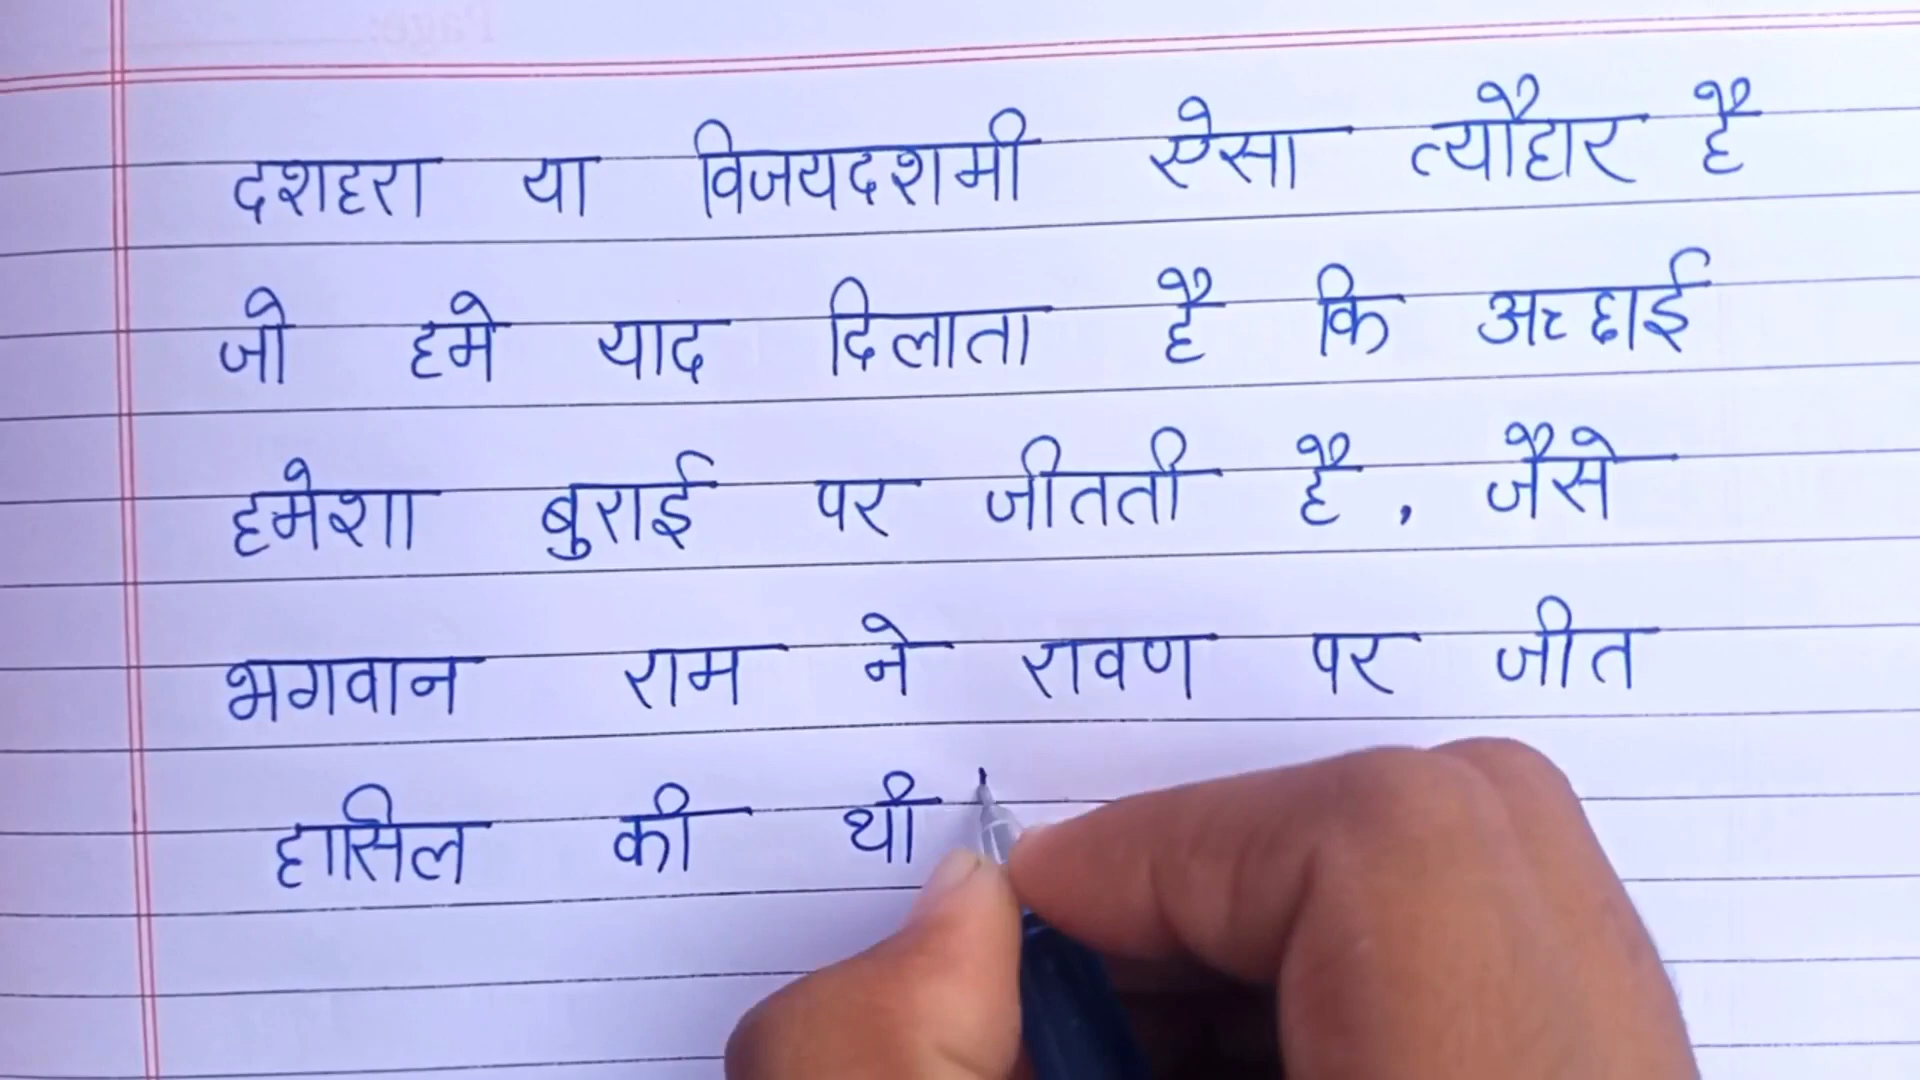 दशहरा या विजयदशमी ऐसा त्यौहार है
जो हमे याद दिलाता है कि अच्छाई
हमेशा बुराई पर जीतती है, जैसे
भगवान राम ने रावण पर जीत
हासिल की थी